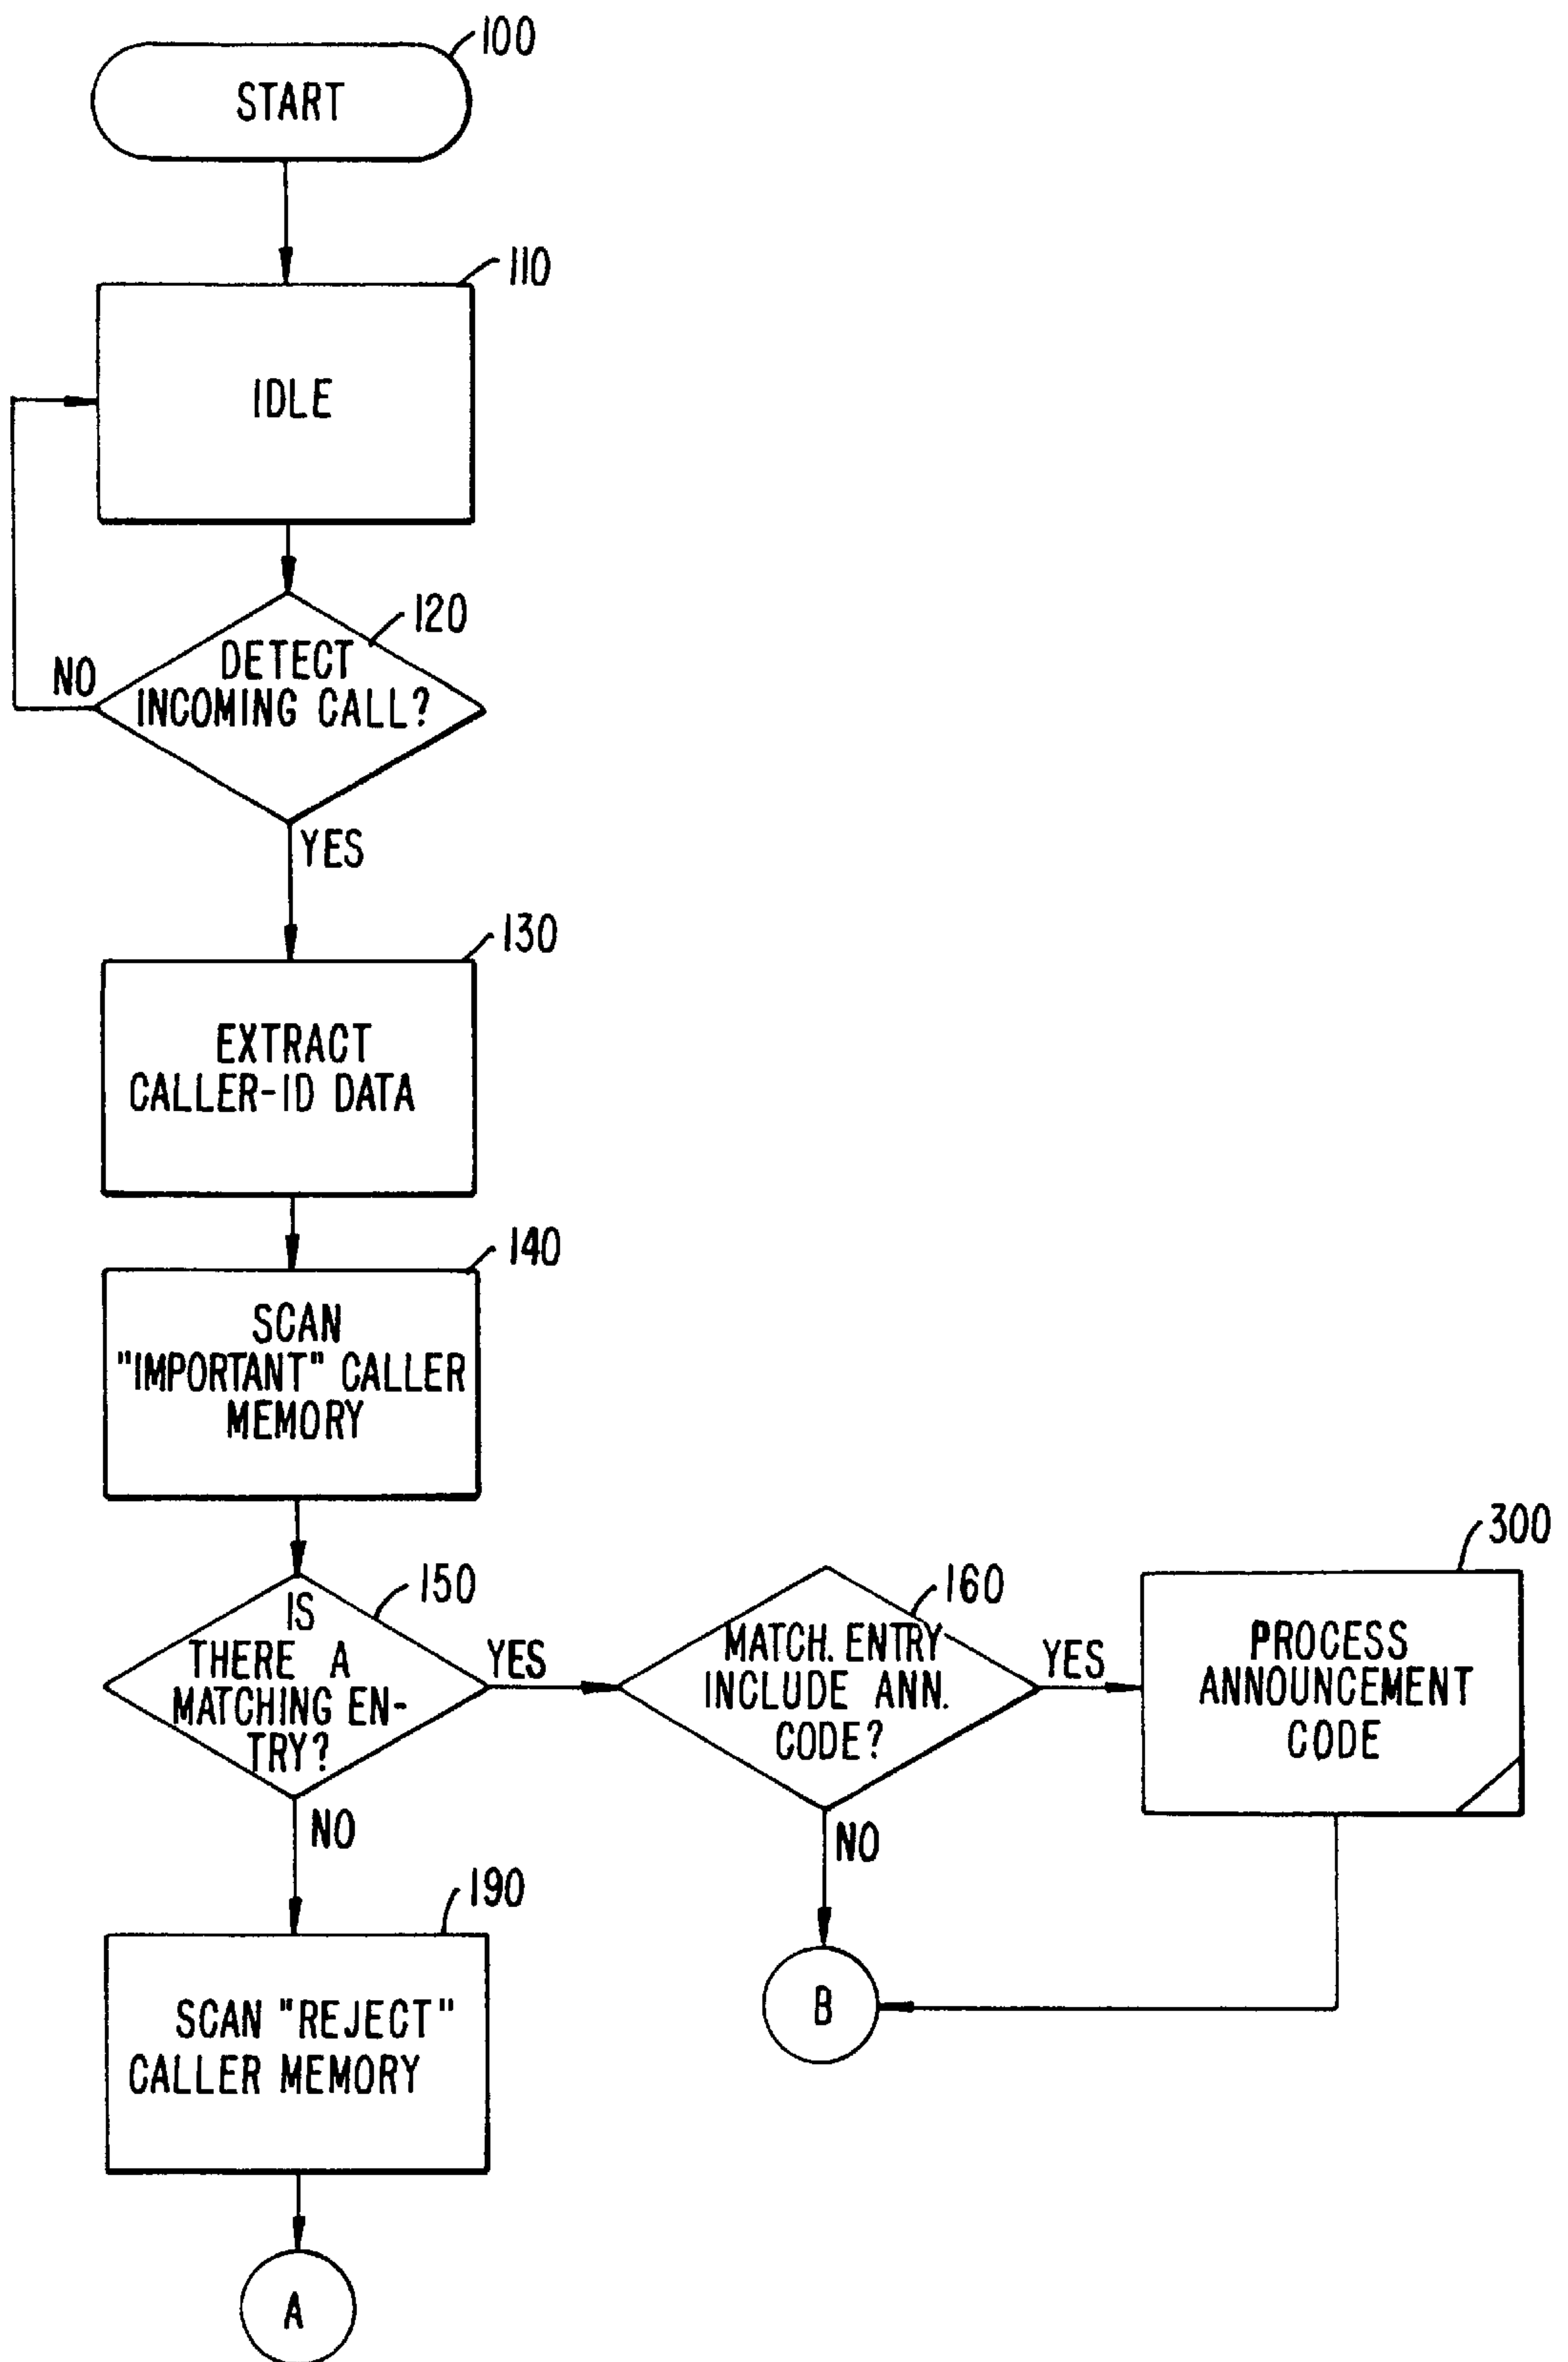 100
START
110
IDLE
120
DETECT
INCOMING CALL?
NO
YES
130
EXTRACT
CALLER-ID DATA
140
SCAN
"IMPORTANT" CALLER
MEMORY
150
IS
THERE A
MATCHING EN-
TRY?
YES
NO
160
MATCH. ENTRY
INCLUDE ANN.
CODE?
YES
NO
300
PROCESS
ANNOUNCEMENT
CODE
190
SCAN "REJECT"
CALLER MEMORY
B
A